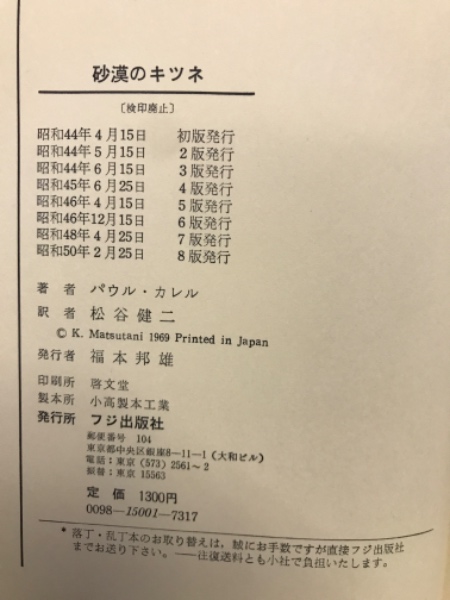 砂漠のキツネ
〔検印廃止〕
昭和44年4月15日 初版発行
昭和44年5月15日 2版発行
昭和44年6月15日 3版発行
昭和45年6月25日 4版発行
昭和46年4月15日 5版発行
昭和46年12月15日 6版発行
昭和48年4月25日 7版発行
昭和50年2月25日 8版発行
著者 パウル・カレル
訳者 松谷健二
© K. Matsutani 1969 Printed in Japan
発行者 福本邦雄
印刷所 啓文堂
製本所 小高製本工業
発行所 フジ出版社
郵便番号 104
東京都中央区銀座8—11—1(大和ビル)
電話:東京(573)2561〜2
振替:東京 15563
定価 1300円
0098-15001-7317
* 落丁・乱丁本のお取り替えは、誠にお手数ですが直接フジ出版社
までお送り下さい。——往復送料とも小社で負担いたします。